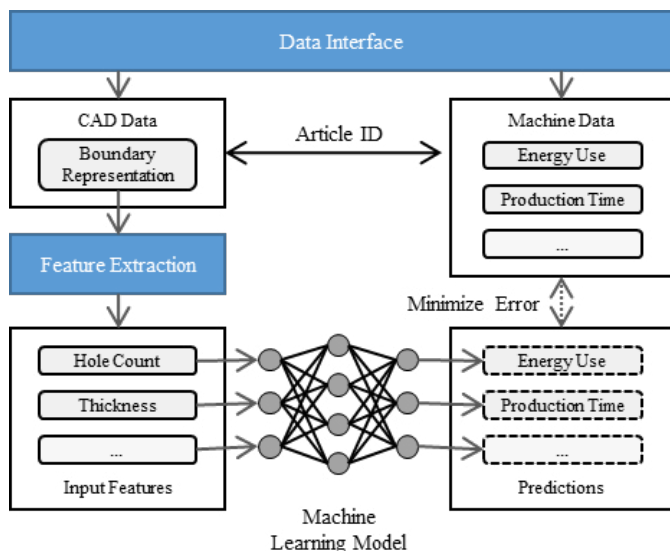 Data Interface
CAD Data
Boundary
Representation
Article ID
Machine Data
Energy Use
Production Time
...
Feature Extraction
Minimize Error
Hole Count
Thickness
...
Input Features
Energy Use
Production Time
...
Predictions
Machine
Learning Model